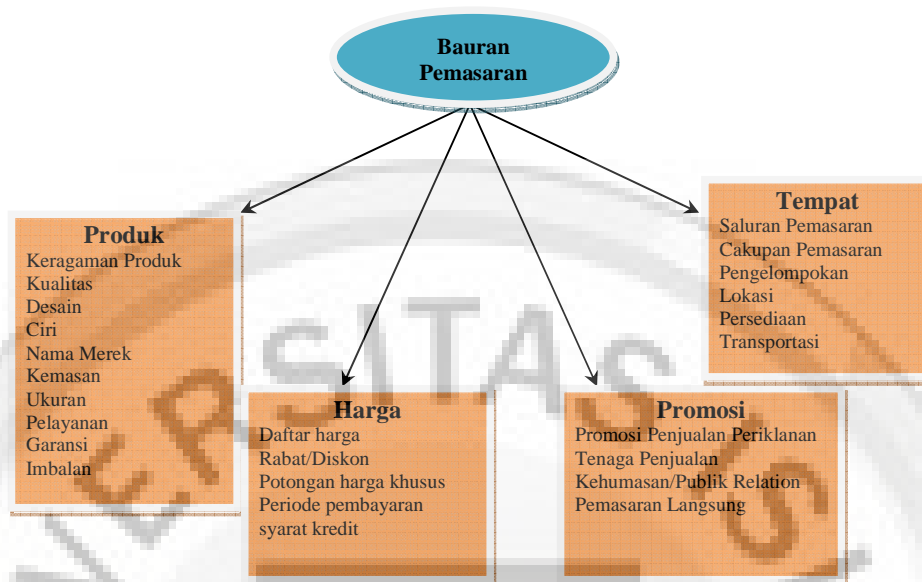 Bauran
Pemasaran
Produk
Keragaman Produk
Kualitas
Desain
Ciri
Nama Merek
Kemasan
Ukuran
Pelayanan
Garansi
Imbalan
Harga
Daftar harga
Rabat/Diskon
Potongan harga khusus
Periode pembayaran
syarat kredit
Promosi
Promosi Penjualan Periklanan
Tenaga Penjualan
Kehumasan/Publik Relation
Pemasaran Langsung
Tempat
Saluran Pemasaran
Cakupan Pemasaran
Pengelompokan
Lokasi
Persediaan
Transportasi